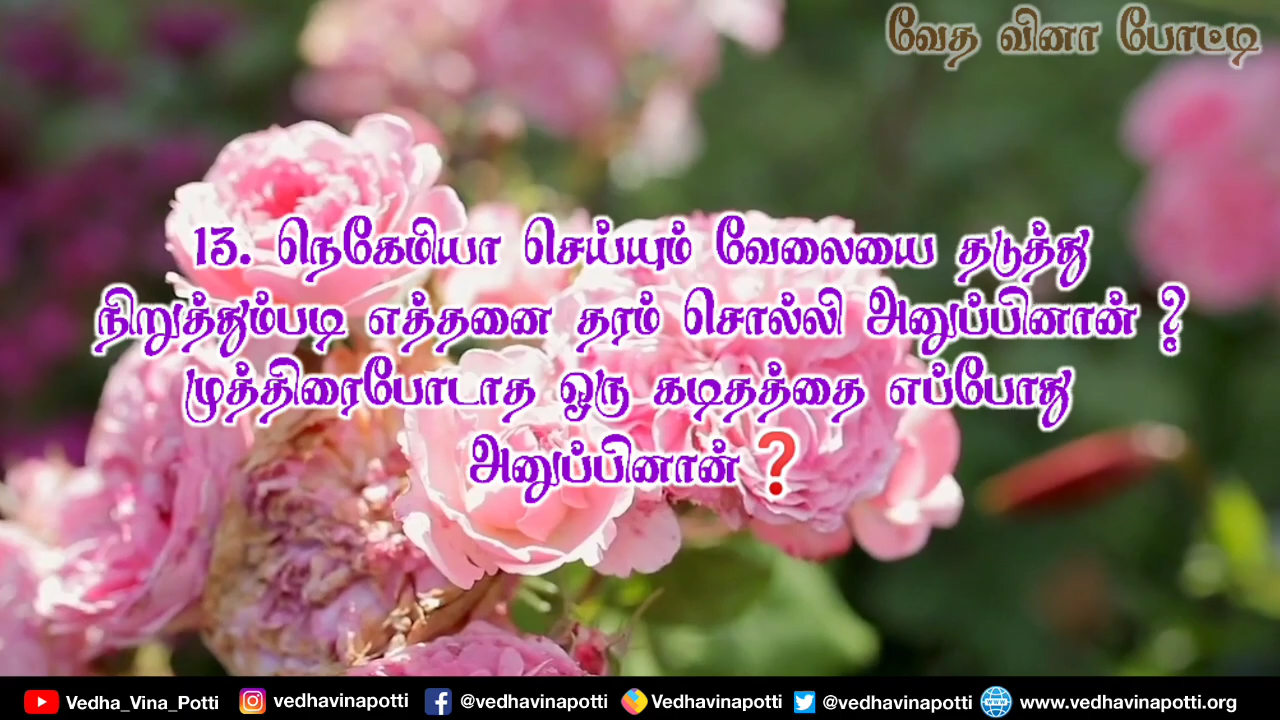 வேத வினா போட்டி
13. நெகேமியா செய்யும் வேலையை தடுத்து
நிறுத்தும்படி எத்தனை தரம் சொல்லி அனுப்பினான் ?
முத்திரைபோடாத ஒரு கடிதத்தை எப்போது
அனுப்பினான்❓
Vedha_Vina_Potti vedhavinapotti @vedhavinapotti Vedhavinapotti @vedhavinapotti www.vedhavinapotti.org